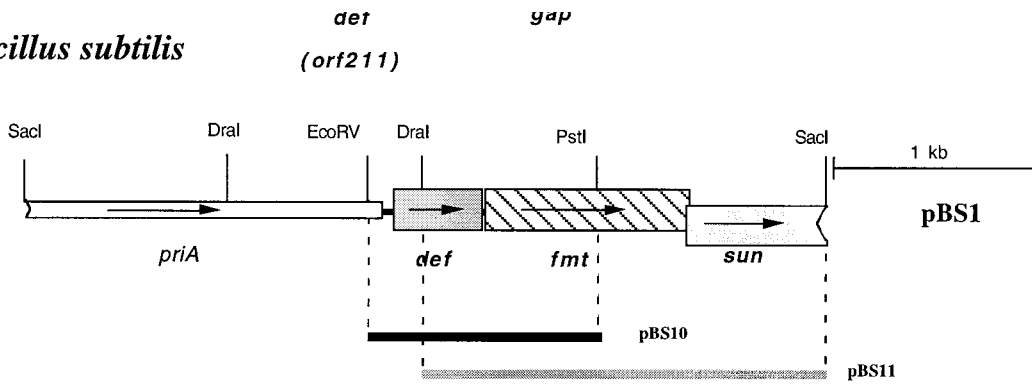 def gap
cillus subtilis
(orf211)
SacI DraI EcoRV DraI PstI SacI
1 kb
pBS1
priA def fmt sun
pBS10
pBS11